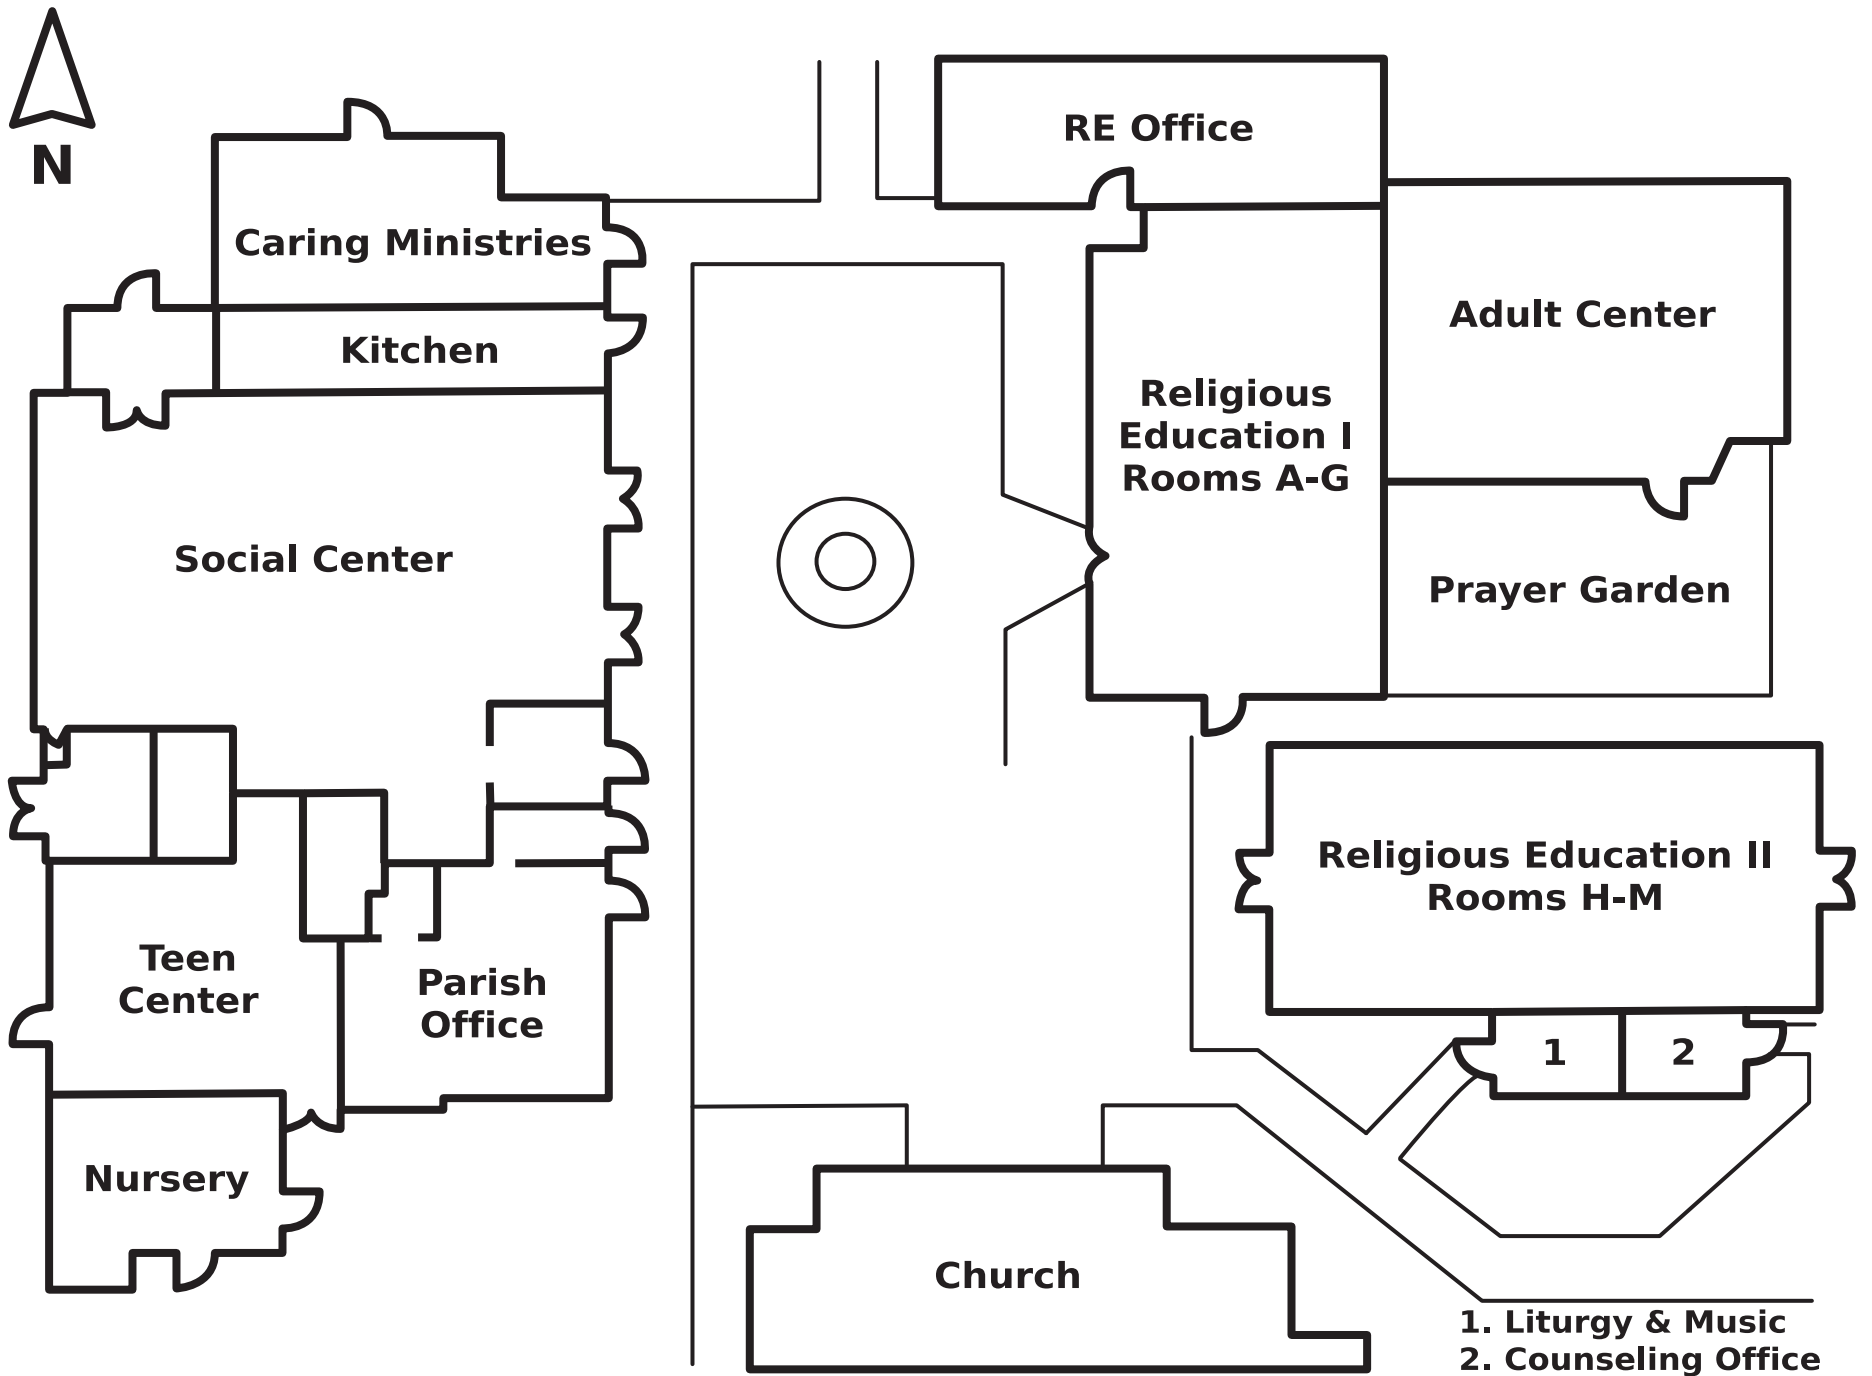 N
RE Office
Caring Ministries
Kitchen
Adult Center
Religious
Education I
Rooms A-G
Social Center
Prayer Garden
Religious Education II
Rooms H-M
Teen
Center
Parish
Office
1
2
Nursery
Church
1. Liturgy & Music
2. Counseling Office